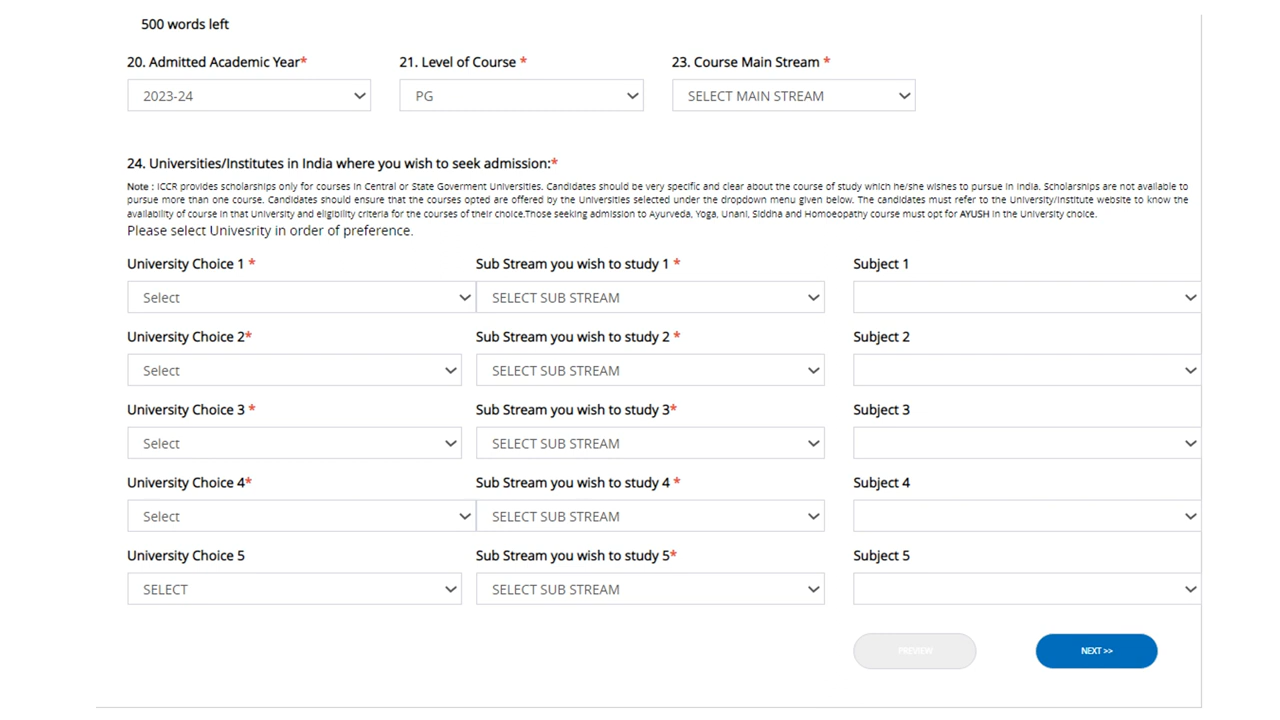 500 words left
20. Admitted Academic Year* 21. Level of Course * 23. Course Main Stream *
2023-24 PG SELECT MAIN STREAM
24. Universities/Institutes in India where you wish to seek admission:*
Note : ICCR provides scholarships only for courses in Central or State Goverment Universities. Candidates should be very specific and clear about the course of study which he/she wishes to pursue in India. Scholarships are not available to
pursue more than one course. Candidates should ensure that the courses opted are offered by the Universities selected under the dropdown menu given below. The candidates must refer to the University/Institute website to know the
availability of course in that University and eligibility criteria for the courses of their choice.Those seeking admission to Ayurveda, Yoga, Unani, Siddha and Homoeopathy course must opt for AYUSH in the University choice.
Please select Univesrity in order of preference.
University Choice 1 * Sub Stream you wish to study 1 * Subject 1
Select SELECT SUB STREAM
University Choice 2* Sub Stream you wish to study 2 * Subject 2
Select SELECT SUB STREAM
University Choice 3 * Sub Stream you wish to study 3* Subject 3
Select SELECT SUB STREAM
University Choice 4* Sub Stream you wish to study 4 * Subject 4
Select SELECT SUB STREAM
University Choice 5 Sub Stream you wish to study 5* Subject 5
SELECT SELECT SUB STREAM
PREVIEW NEXT >>